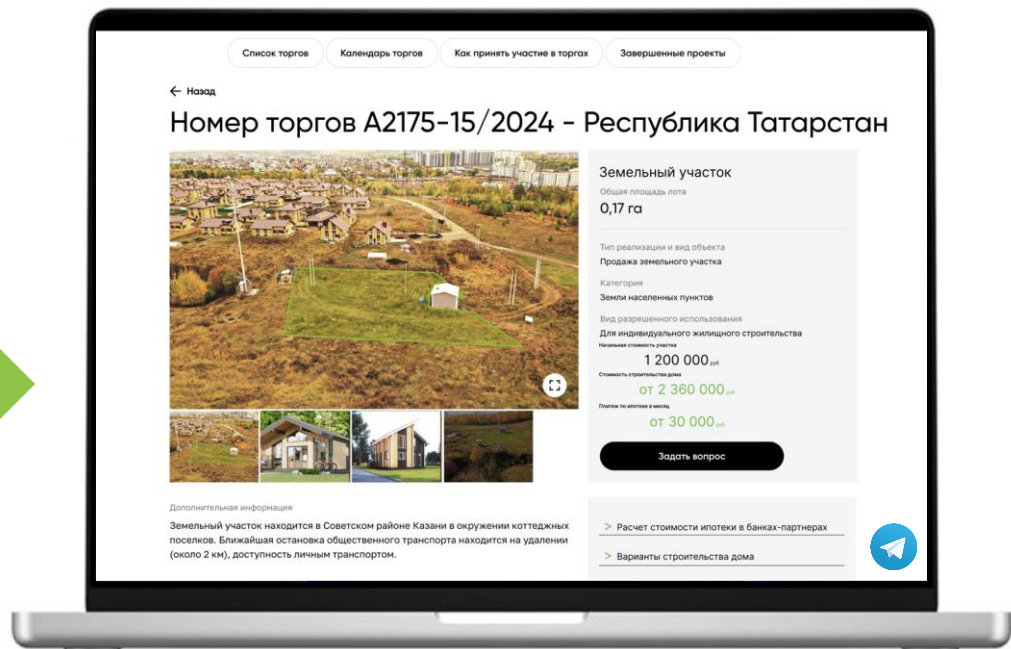 Список торгов
Календарь торгов
Как принять участие в торгах
Завершенные проекты
← Назад
Номер торгов А2175-15/2024 - Республика Татарстан
Земельный участок
Общая площадь лота
0,17 га
Тип реализации и вид объекта
Продажа земельного участка
Категория
Земли населенных пунктов
Вид разрешенного использования
Для индивидуального жилищного строительства
Начальная стоимость участка
1 200 000 руб
Стоимость строительства дома
от 2 360 000 руб
Платеж по ипотеке в месяц
от 30 000 руб
Задать вопрос
Дополнительная информация
Земельный участок находится в Советском районе Казани в окружении коттеджных
поселков. Ближайшая остановка общественного транспорта находится на удалении
(около 2 км), доступность личным транспортом.
> Расчет стоимости ипотеки в банках-партнерах
> Варианты строительства дома